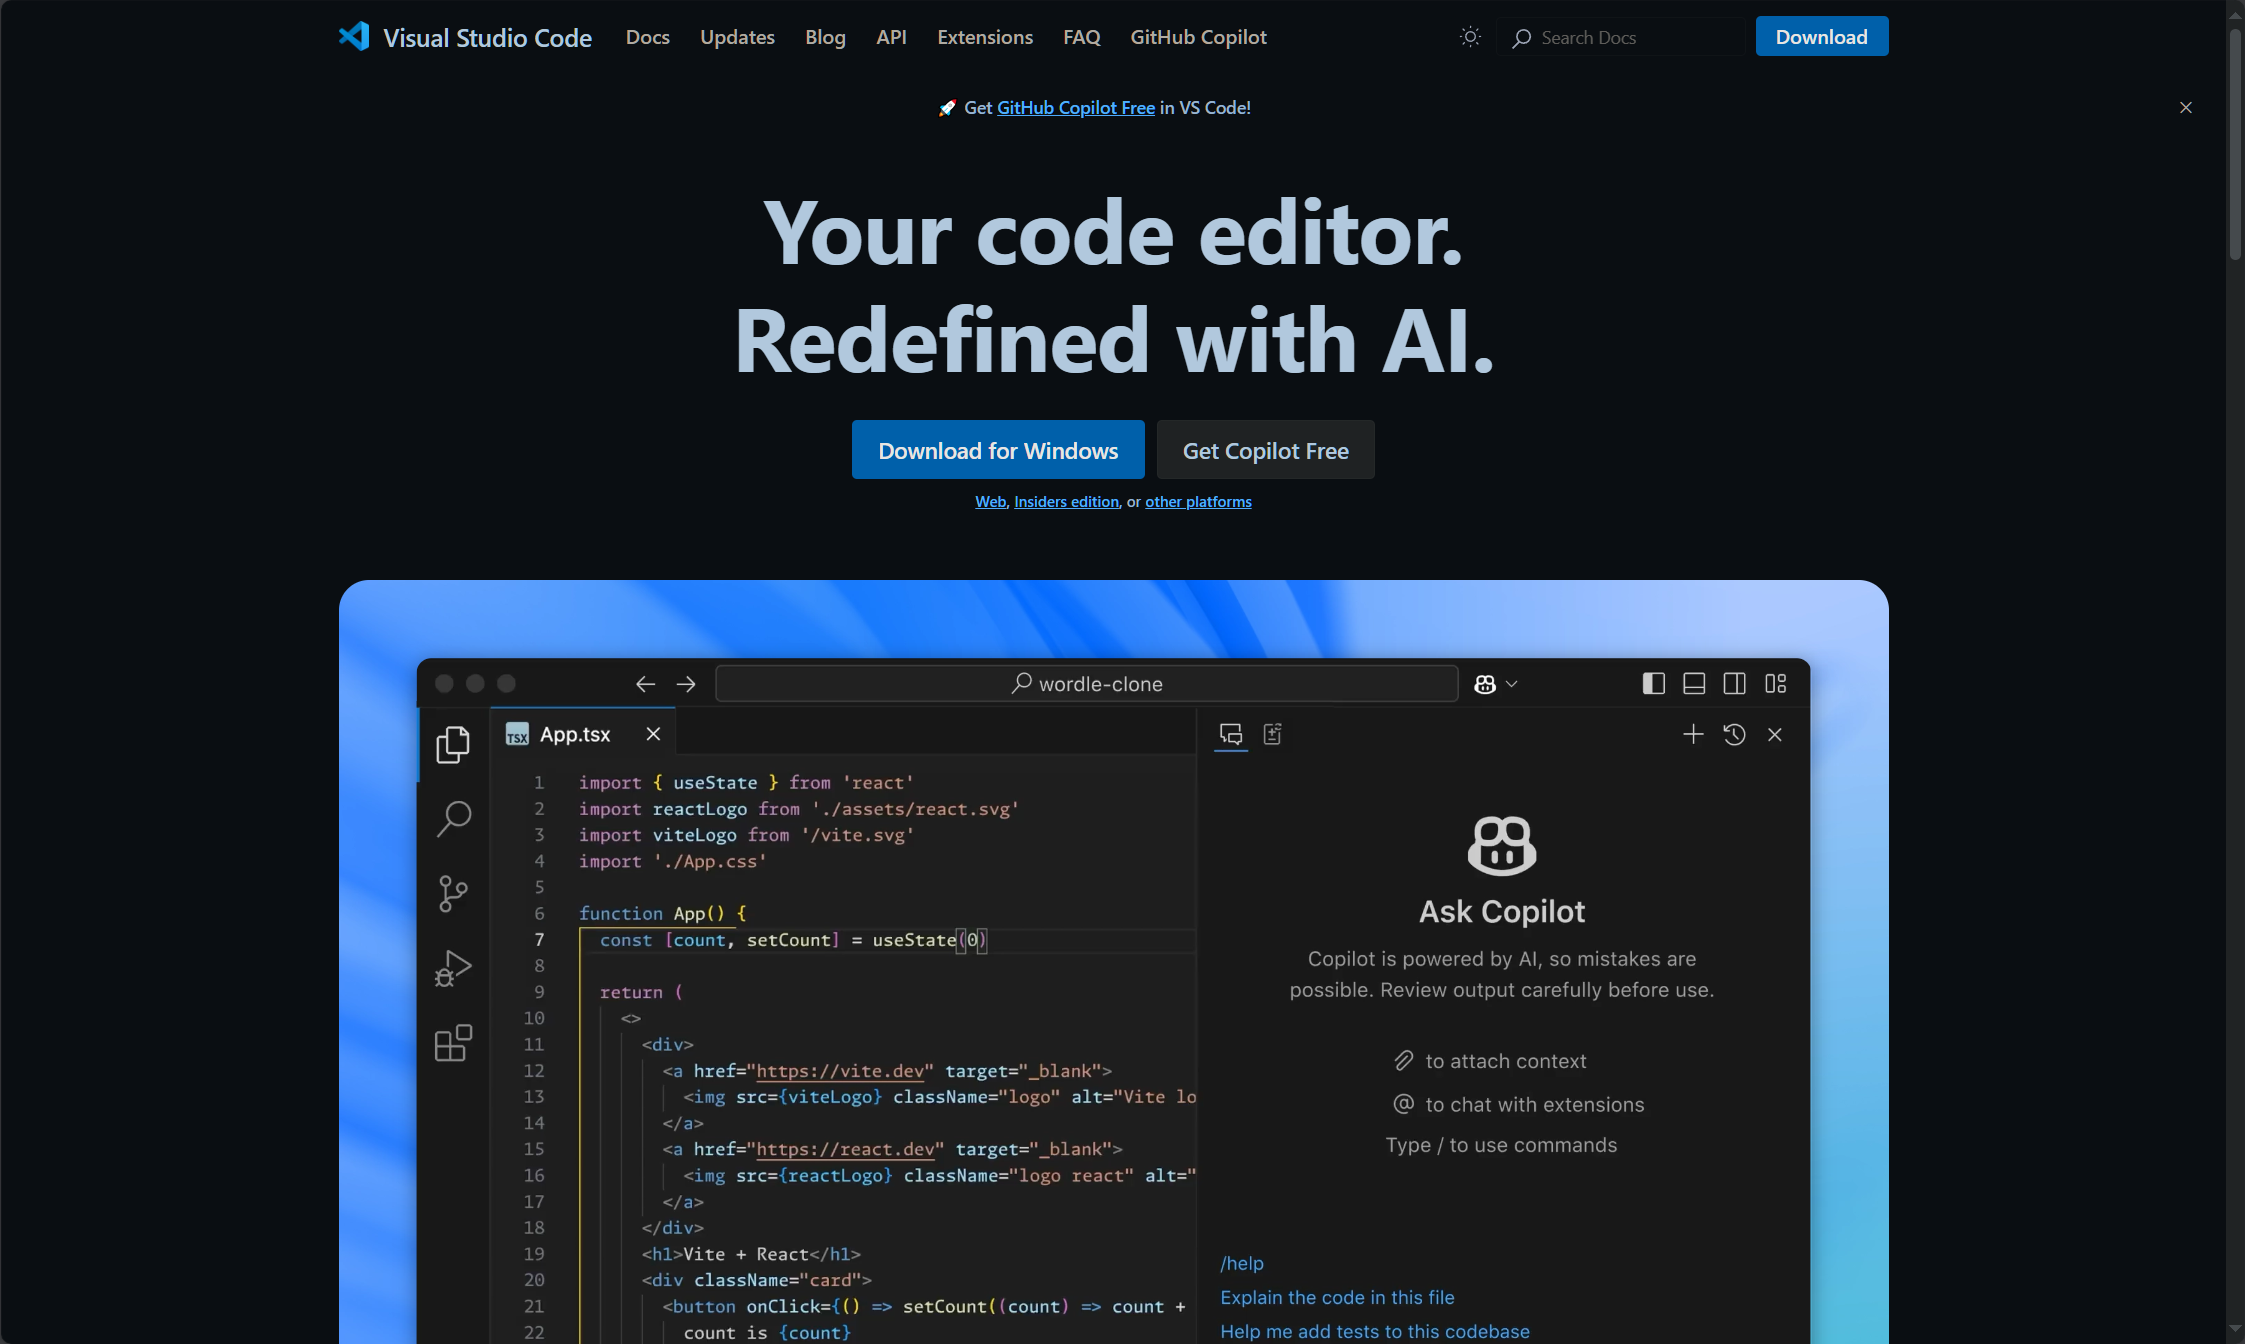 Visual Studio Code Docs Updates Blog API Extensions FAQ GitHub Copilot Search Docs Download
🚀 Get GitHub Copilot Free in VS Code!
Your code editor.
Redefined with AI.
Download for Windows Get Copilot Free
Web, Insiders edition, or other platforms
wordle-clone
TSX App.tsx
1 import { useState } from 'react'
2 import reactLogo from './assets/react.svg'
3 import viteLogo from '/vite.svg'
4 import './App.css'
5
6 function App() {
7 const [count, setCount] = useState(0)
8
9 return (
10 <>
11 <div>
12 <a href="https://vite.dev" target="_blank">
13 <img src={viteLogo} className="logo" alt="Vite lo
14 </a>
15 <a href="https://react.dev" target="_blank">
16 <img src={reactLogo} className="logo react" alt="
17 </a>
18 </div>
19 <h1>Vite + React</h1>
20 <div className="card">
21 <button onClick={() => setCount((count) => count +
22 count is {count}
Ask Copilot
Copilot is powered by AI, so mistakes are
possible. Review output carefully before use.
to attach context
@ to chat with extensions
Type / to use commands
/help
Explain the code in this file
Help me add tests to this codebase